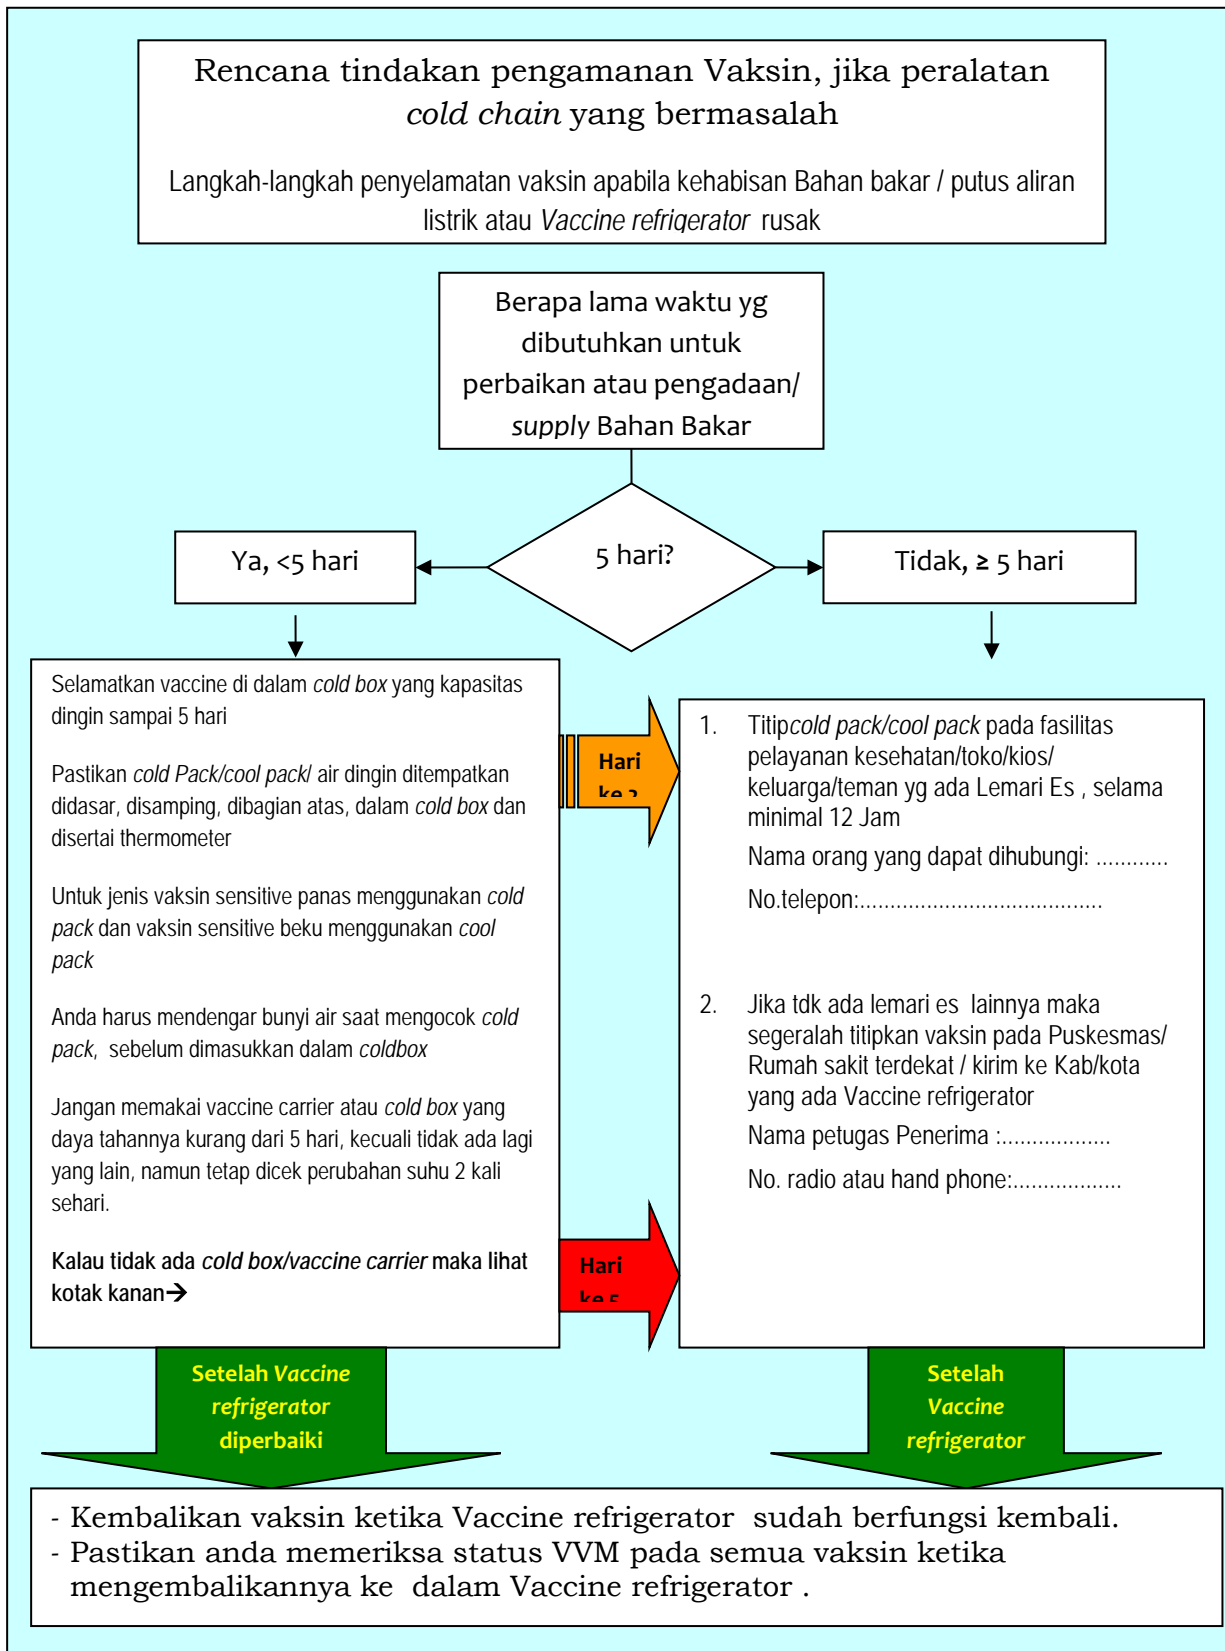 Rencana tindakan pengamanan Vaksin, jika peralatan
cold chain yang bermasalah
Langkah-langkah penyelamatan vaksin apabila kehabisan Bahan bakar / putus aliran
listrik atau Vaccine refrigerator rusak
Berapa lama waktu yg
dibutuhkan untuk
perbaikan atau pengadaan/
supply Bahan Bakar
5 hari?
Ya, <5 hari
Tidak, ≥ 5 hari
Selamatkan vaccine di dalam cold box yang kapasitas
dingin sampai 5 hari
Pastikan cold Pack/cool pack/ air dingin ditempatkan
didasar, disamping, dibagian atas, dalam cold box dan
disertai thermometer
Untuk jenis vaksin sensitive panas menggunakan cold
pack dan vaksin sensitive beku menggunakan cool
pack
Anda harus mendengar bunyi air saat mengocok cold
pack, sebelum dimasukkan dalam coldbox
Jangan memakai vaccine carrier atau cold box yang
daya tahannya kurang dari 5 hari, kecuali tidak ada lagi
yang lain, namun tetap dicek perubahan suhu 2 kali
sehari.
Kalau tidak ada cold box/vaccine carrier maka lihat
kotak kanan→
Hari
ke
Hari
ke 5
1. Titipcold pack/cool pack pada fasilitas
pelayanan kesehatan/toko/kios/
keluarga/teman yg ada Lemari Es , selama
minimal 12 Jam
Nama orang yang dapat dihubungi: ............
No.telepon:.........................................
2. Jika tdk ada lemari es lainnya maka
segeralah titipkan vaksin pada Puskesmas/
Rumah sakit terdekat / kirim ke Kab/kota
yang ada Vaccine refrigerator
Nama petugas Penerima :..................
No. radio atau hand phone:..................
Setelah Vaccine
refrigerator
diperbaiki
Setelah
Vaccine
refrigerator
- Kembalikan vaksin ketika Vaccine refrigerator sudah berfungsi kembali.
- Pastikan anda memeriksa status VVM pada semua vaksin ketika
mengembalikannya ke dalam Vaccine refrigerator .